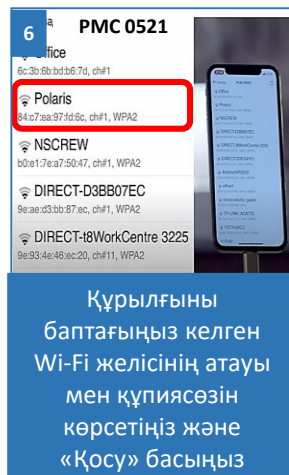 6
PMC 0521
Office
6c:3b:6b:bd:b6:7d, ch#1
Polaris
84:c7:ea:97:fd:6c, ch#1, WPA2
NSCREW
b0:e1:7e:a7:50:47, ch#1, WPA2
DIRECT-D3BB07EC
9e:ae:d3:bb:87:ec, ch#1, WPA2
DIRECT-t8WorkCentre 3225
9e:93:4e:46:ec:20, ch#11, WPA2
Құрылғыны
баптағыңыз келген
Wi-Fi желісінің атауы
мен құпиясөзін
көрсетіңіз және
«Қосу» басыңыз